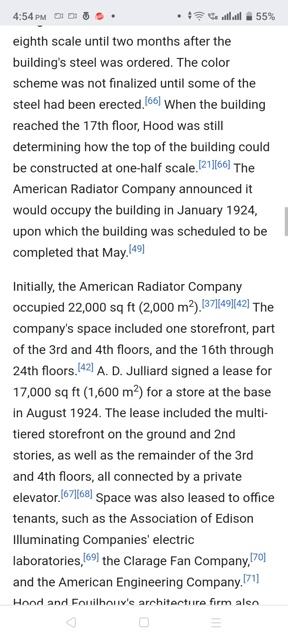 4:54 PM
55%
eighth scale until two months after the
building's steel was ordered. The color
scheme was not finalized until some of the
steel had been erected.[66] When the building
reached the 17th floor, Hood was still
determining how the top of the building could
be constructed at one-half scale.[21][66] The
American Radiator Company announced it
would occupy the building in January 1924,
upon which the building was scheduled to be
completed that May.[49]
Initially, the American Radiator Company
occupied 22,000 sq ft (2,000 m2).[37][49][42] The
company's space included one storefront, part
of the 3rd and 4th floors, and the 16th through
24th floors.[42] A. D. Julliard signed a lease for
17,000 sq ft (1,600 m2) for a store at the base
in August 1924. The lease included the multi-
tiered storefront on the ground and 2nd
stories, as well as the remainder of the 3rd
and 4th floors, all connected by a private
elevator.[67][68] Space was also leased to office
tenants, such as the Association of Edison
Illuminating Companies' electric
laboratories,[69] the Clarage Fan Company,[70]
and the American Engineering Company.[71]
Hood and Fouilhoux's architecture firm also